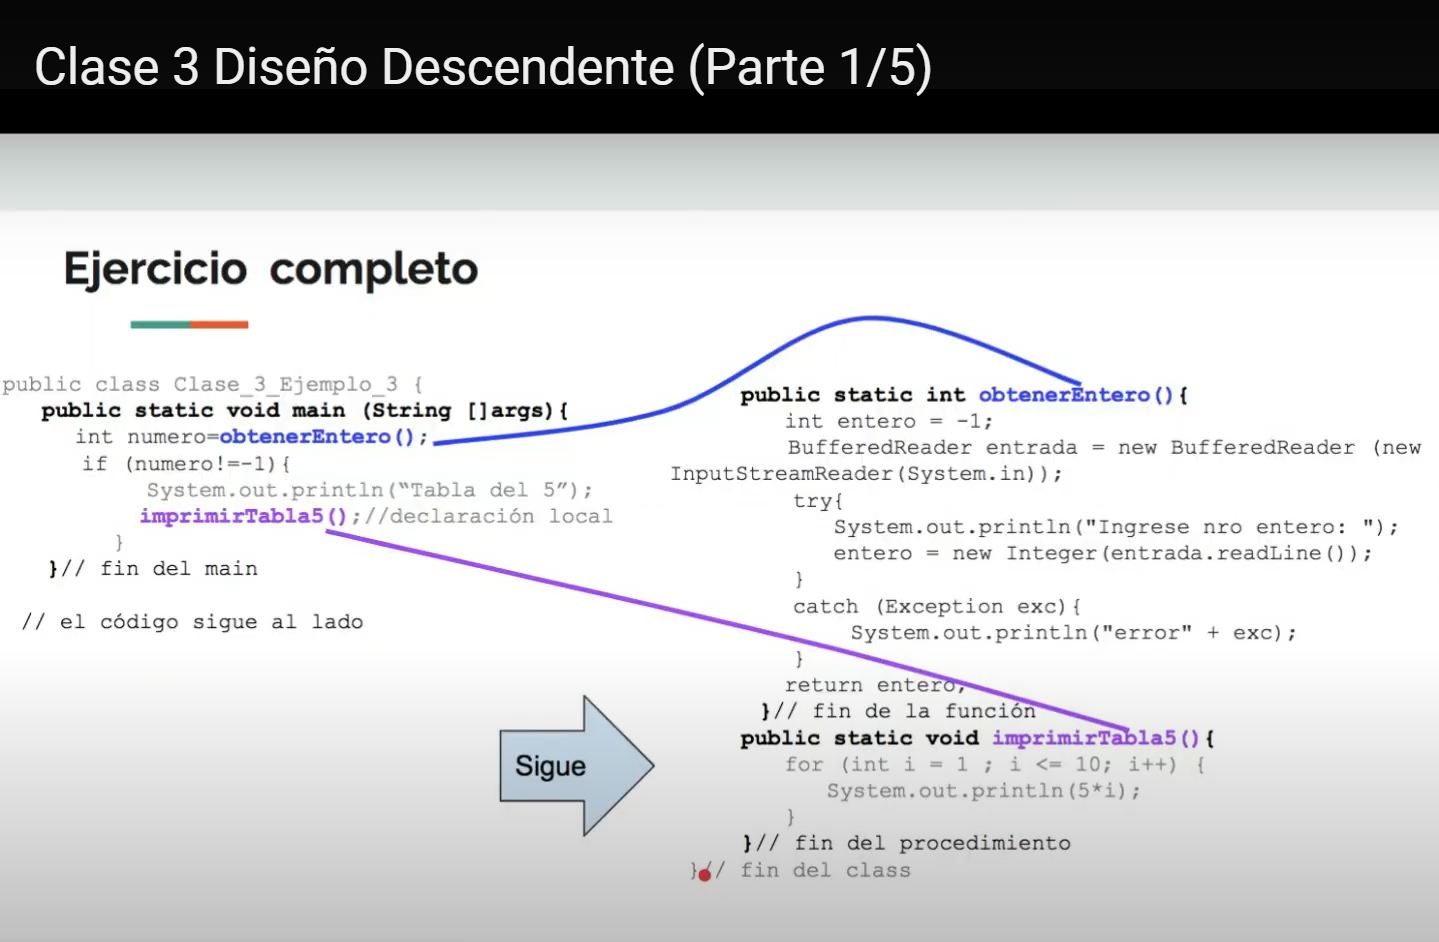 Clase 3 Diseño Descendente (Parte 1/5)
Ejercicio completo
public class Clase_3_Ejemplo_3 {
public static void main (String []args){
int numero=obtenerEntero();
if (numero!=-1){
System.out.println(“Tabla del 5”);
imprimirTabla5();//declaración local
}
}// fin del main
// el código sigue al lado
Sigue
public static int obtenerEntero(){
int entero = -1;
BufferedReader entrada = new BufferedReader (new
InputStreamReader(System.in));
try{
System.out.println("Ingrese nro entero: ");
entero = new Integer(entrada.readLine());
}
catch (Exception exc){
System.out.println("error" + exc);
}
return entero;
}// fin de la función
public static void imprimirTabla5(){
for (int i = 1 ; i <= 10; i++) {
System.out.println(5*i);
}
}// fin del procedimiento
}// fin del class